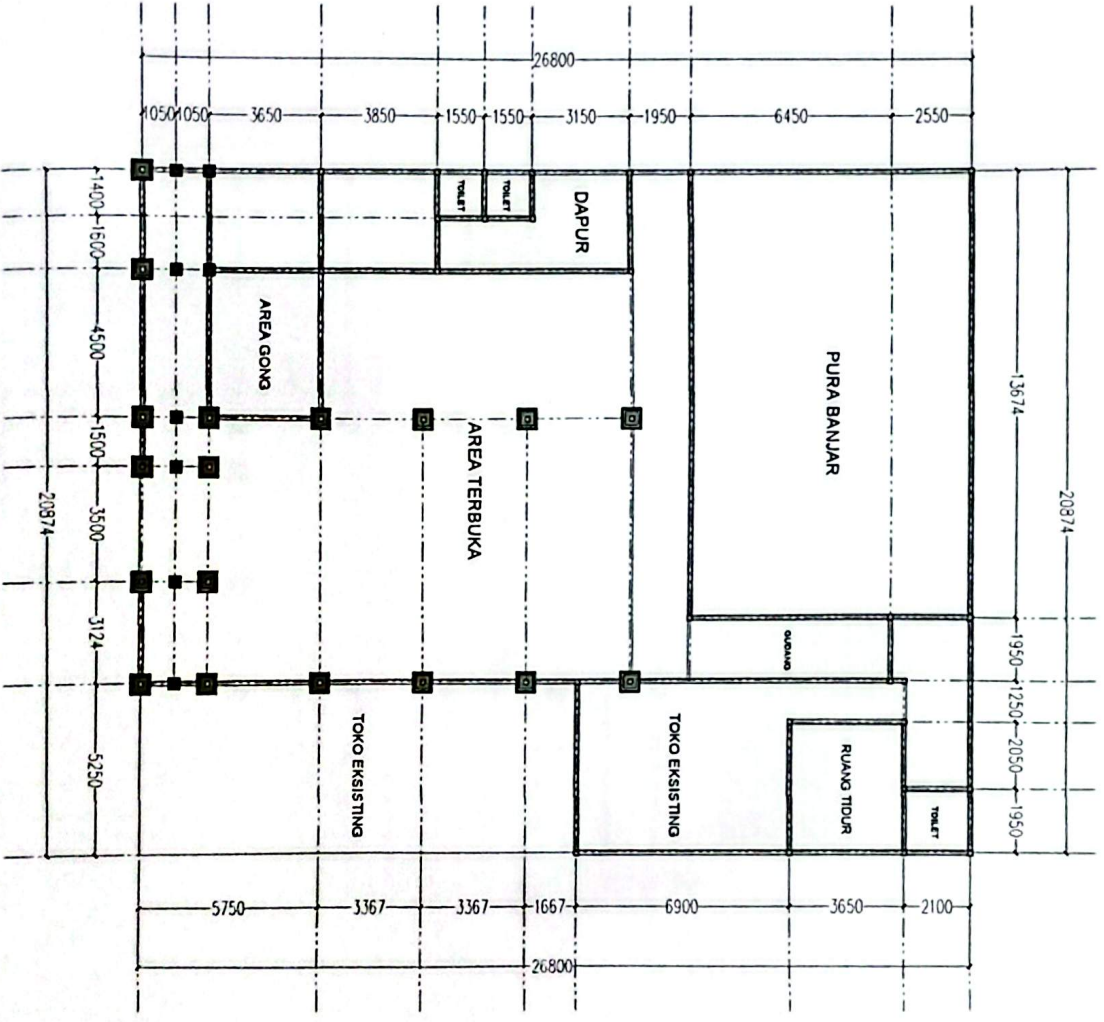 26800
1050 1050 3650 3850 1550 1550 3150 1950 6450 2550
TOILET
TOILET
DAPUR
AREA GONG
AREA TERBUKA
PURA BANJAR
GUDANG
TOKO EKSISTING
TOKO EKSISTING
RUANG TIDUR
TOILET
1400
1600
4500
1500
3500
3124
5250
20874
13674
1950
1250
2050
1950
20874
5750 3367 3367 1667 6900 3650 2100
26800